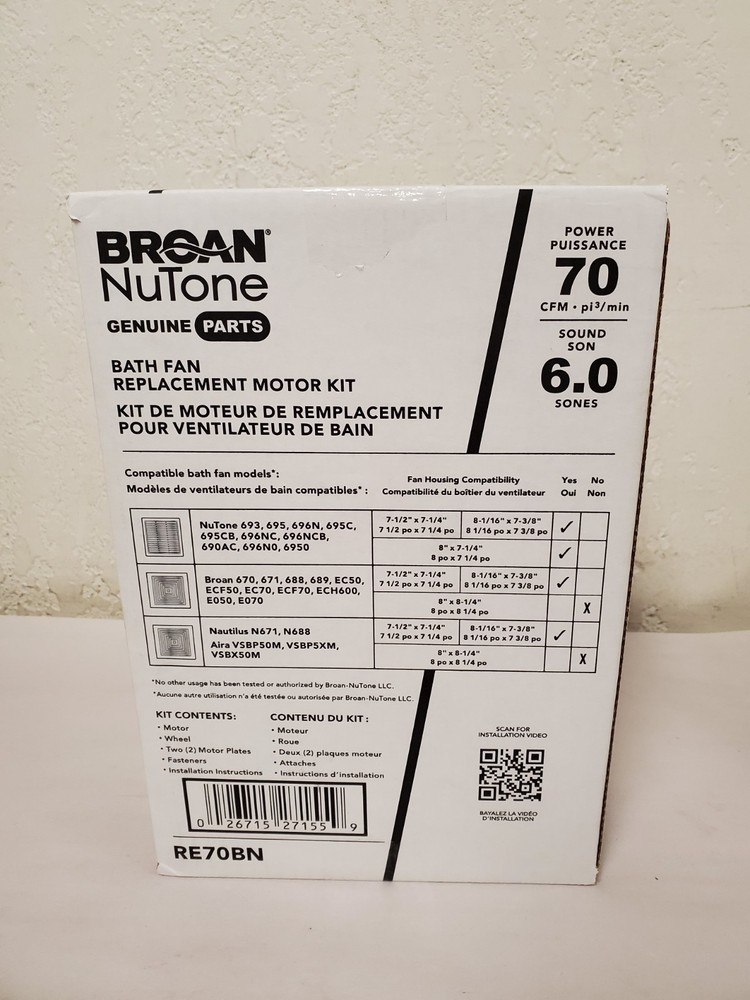 BROAN®
NuTone
GENUINE PARTS
BATH FAN
REPLACEMENT MOTOR KIT
KIT DE MOTEUR DE REMPLACEMENT
POUR VENTILATEUR DE BAIN
POWER
PUISSANCE
70
CFM • pi³/min
SOUND
SON
6.0
SONES
Compatible bath fan models*:
Modèles de ventilateurs de bain compatibles* :
Fan Housing Compatibility
Compatibilité du boîtier du ventilateur
Yes
Oui
No
Non
NuTone 693, 695, 696N, 695C,
695CB, 696NC, 696NCB,
690AC, 696N0, 6950
7-1/2" x 7-1/4"
7 1/2 po x 7 1/4 po
8-1/16" x 7-3/8"
8 1/16 po x 7 3/8 po
✓
8" x 7-1/4"
8 po x 7 1/4 po
✓
Broan 670, 671, 688, 689, EC50,
ECF50, EC70, ECF70, ECH600,
E050, E070
7-1/2" x 7-1/4"
7 1/2 po x 7 1/4 po
8-1/16" x 7-3/8"
8 1/16 po x 7 3/8 po
✓
8" x 8-1/4"
8 po x 8 1/4 po
X
Nautilus N671, N688
Aira VSBP50M, VSBP5XM,
VSBX50M
7-1/2" x 7-1/4"
7 1/2 po x 7 1/4 po
8-1/16" x 7-3/8"
8 1/16 po x 7 3/8 po
✓
8" x 8-1/4"
8 po x 8 1/4 po
X
*No other usage has been tested or authorized by Broan-NuTone LLC.
*Aucune autre utilisation n'a été testée ou autorisée par Broan-NuTone LLC.
KIT CONTENTS:
• Motor
• Wheel
• Two (2) Motor Plates
• Fasteners
• Installation Instructions
CONTENU DU KIT :
• Moteur
• Roue
• Deux (2) plaques moteur
• Attaches
• Instructions d'installation
SCAN FOR
INSTALLATION VIDEO
BAYALEZ LA VIDÉO
D'INSTALLATION
0 26715 27155 9
RE70BN